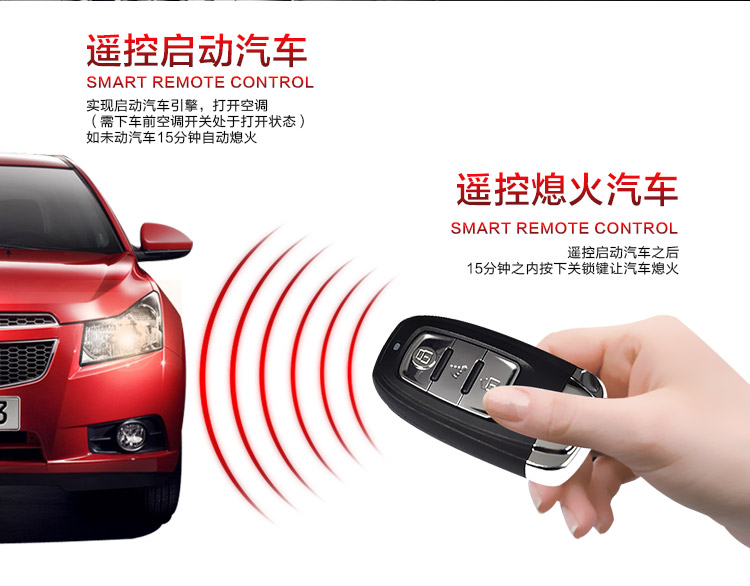 遥控启动汽车
SMART REMOTE CONTROL
实现启动汽车引擎，打开空调
（需下车前空调开关处于打开状态）
如未动汽车15分钟自动熄火
遥控熄火汽车
SMART REMOTE CONTROL
遥控启动汽车之后
15分钟之内按下关锁键让汽车熄火
3